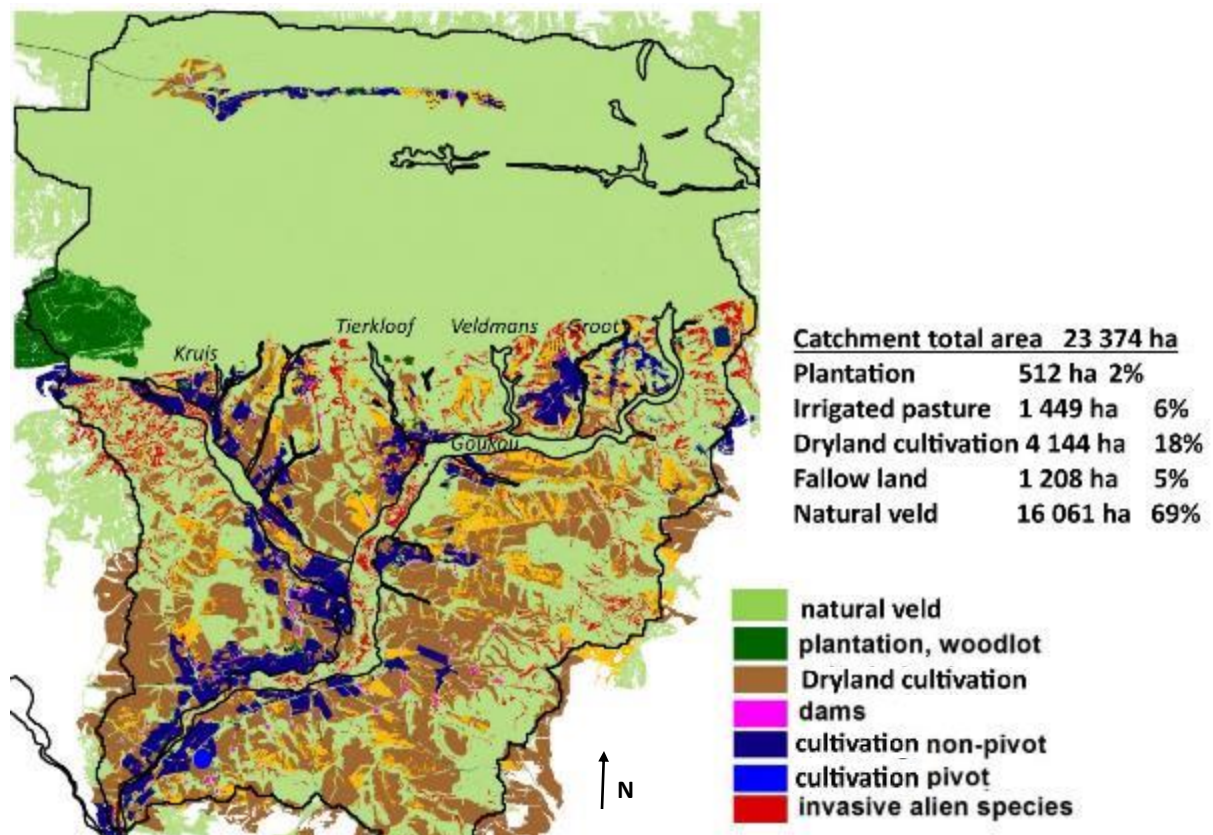 Tierkloof Veldmans Groot
Kruis
Goukou
Catchment total area 23 374 ha
Plantation 512 ha 2%
Irrigated pasture 1 449 ha 6%
Dryland cultivation 4 144 ha 18%
Fallow land 1 208 ha 5%
Natural veld 16 061 ha 69%
natural veld
plantation, woodlot
Dryland cultivation
dams
cultivation non-pivot
cultivation pivot
invasive alien species
N